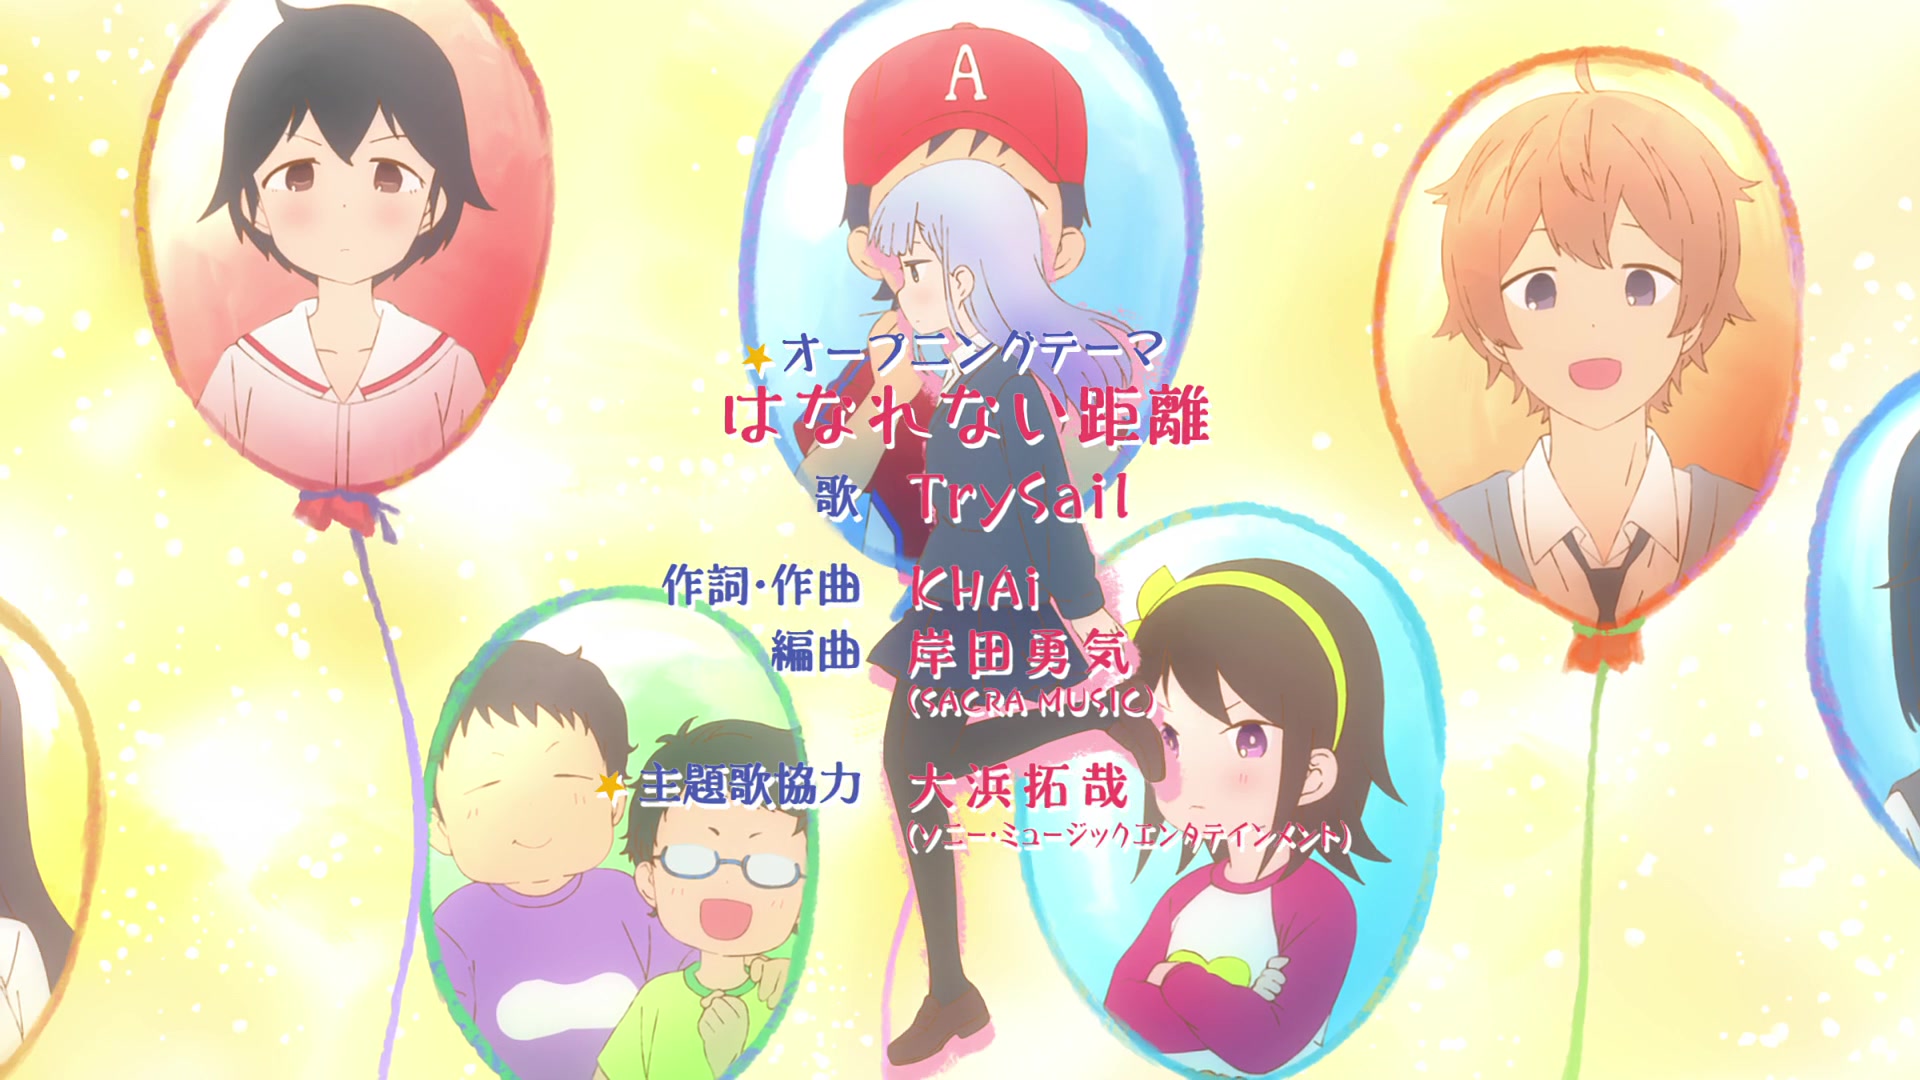 A
オープニングテーマ
はなれない距離
歌 TrySail
作詞・作曲 KHAi
編曲 岸田勇気
(SACRA MUSIC)
主題歌協力 大浜拓哉
(ソニー・ミュージックエンタテインメント)